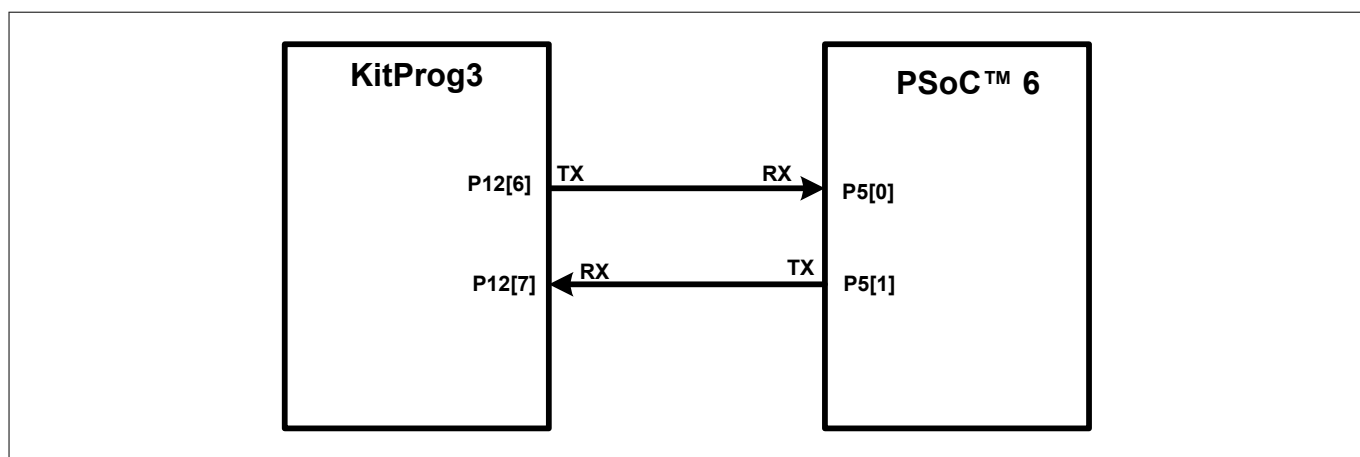 KitProg3
PSoC™ 6
P12[6] TX RX P5[0]
P12[7] RX TX P5[1]